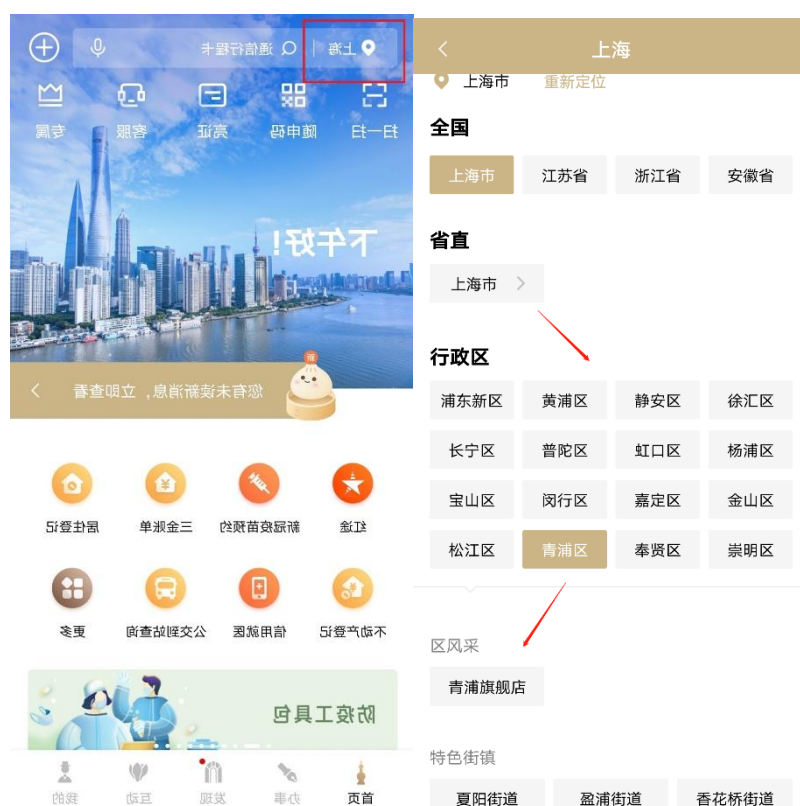 上海
通信行程卡
扫一扫
随申码
亮证
客服
专属
下午好！
新
您有未读新消息，立即查看
红途
新冠疫苗预约
三金账单
居住登记
不动产登记
信用就医
公交到站查询
更多
防疫工具包
首页
办事
发现
互动
我的
上海
上海市 重新定位
全国
上海市 江苏省 浙江省 安徽省
省直
上海市
行政区
浦东新区 黄浦区 静安区 徐汇区
长宁区 普陀区 虹口区 杨浦区
宝山区 闵行区 嘉定区 金山区
松江区 青浦区 奉贤区 崇明区
区风采
青浦旗舰店
特色街镇
夏阳街道 盈浦街道 香花桥街道